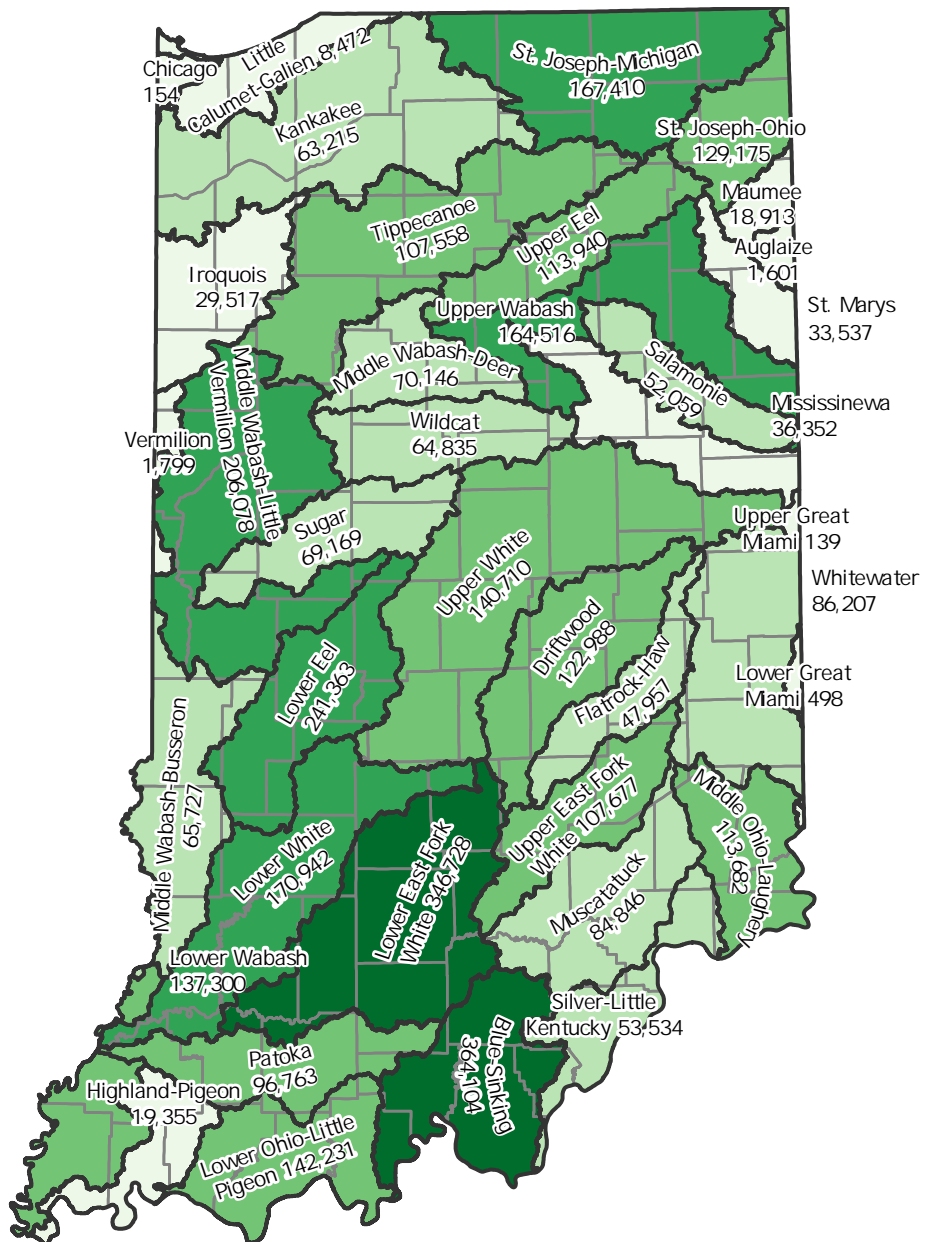 Chicago
154
Little
Calumet-Galien 8,472
St. Joseph-Michigan
167,410
Kankakee
63,215
St. Joseph-Ohio
129,175
Maumee
18,913
Tippecanoe
107,558
Upper Eel
113,940
Auglaize
1,601
Iroquois
29,517
St. Marys
33,537
Upper Wabash
164,516
Middle Wabash-Deer
70,146
Salamonie
52,059
Mississinewa
36,352
Middle Wabash-Little
Vermilion 206,078
Vermilion
1,799
Wildcat
64,835
Sugar
69,169
Upper Great
Miami 139
Upper White
140,710
Whitewater
86,207
Driftwood
122,988
Lower Eel
241,363
Flatrock-Haw
47,957
Lower Great
Miami 498
Middle Wabash-Busseron
65,727
Upper East Fork
White 107,677
Middle Ohio-Laughery
113,682
Lower White
170,942
Lower East Fork
White 346,728
Muscatatuck
84,846
Lower Wabash
137,300
Silver-Little
Kentucky 53,534
Blue-Sinking
364,104
Patoka
96,763
Highland-Pigeon
19,355
Lower Ohio-Little
Pigeon 142,231